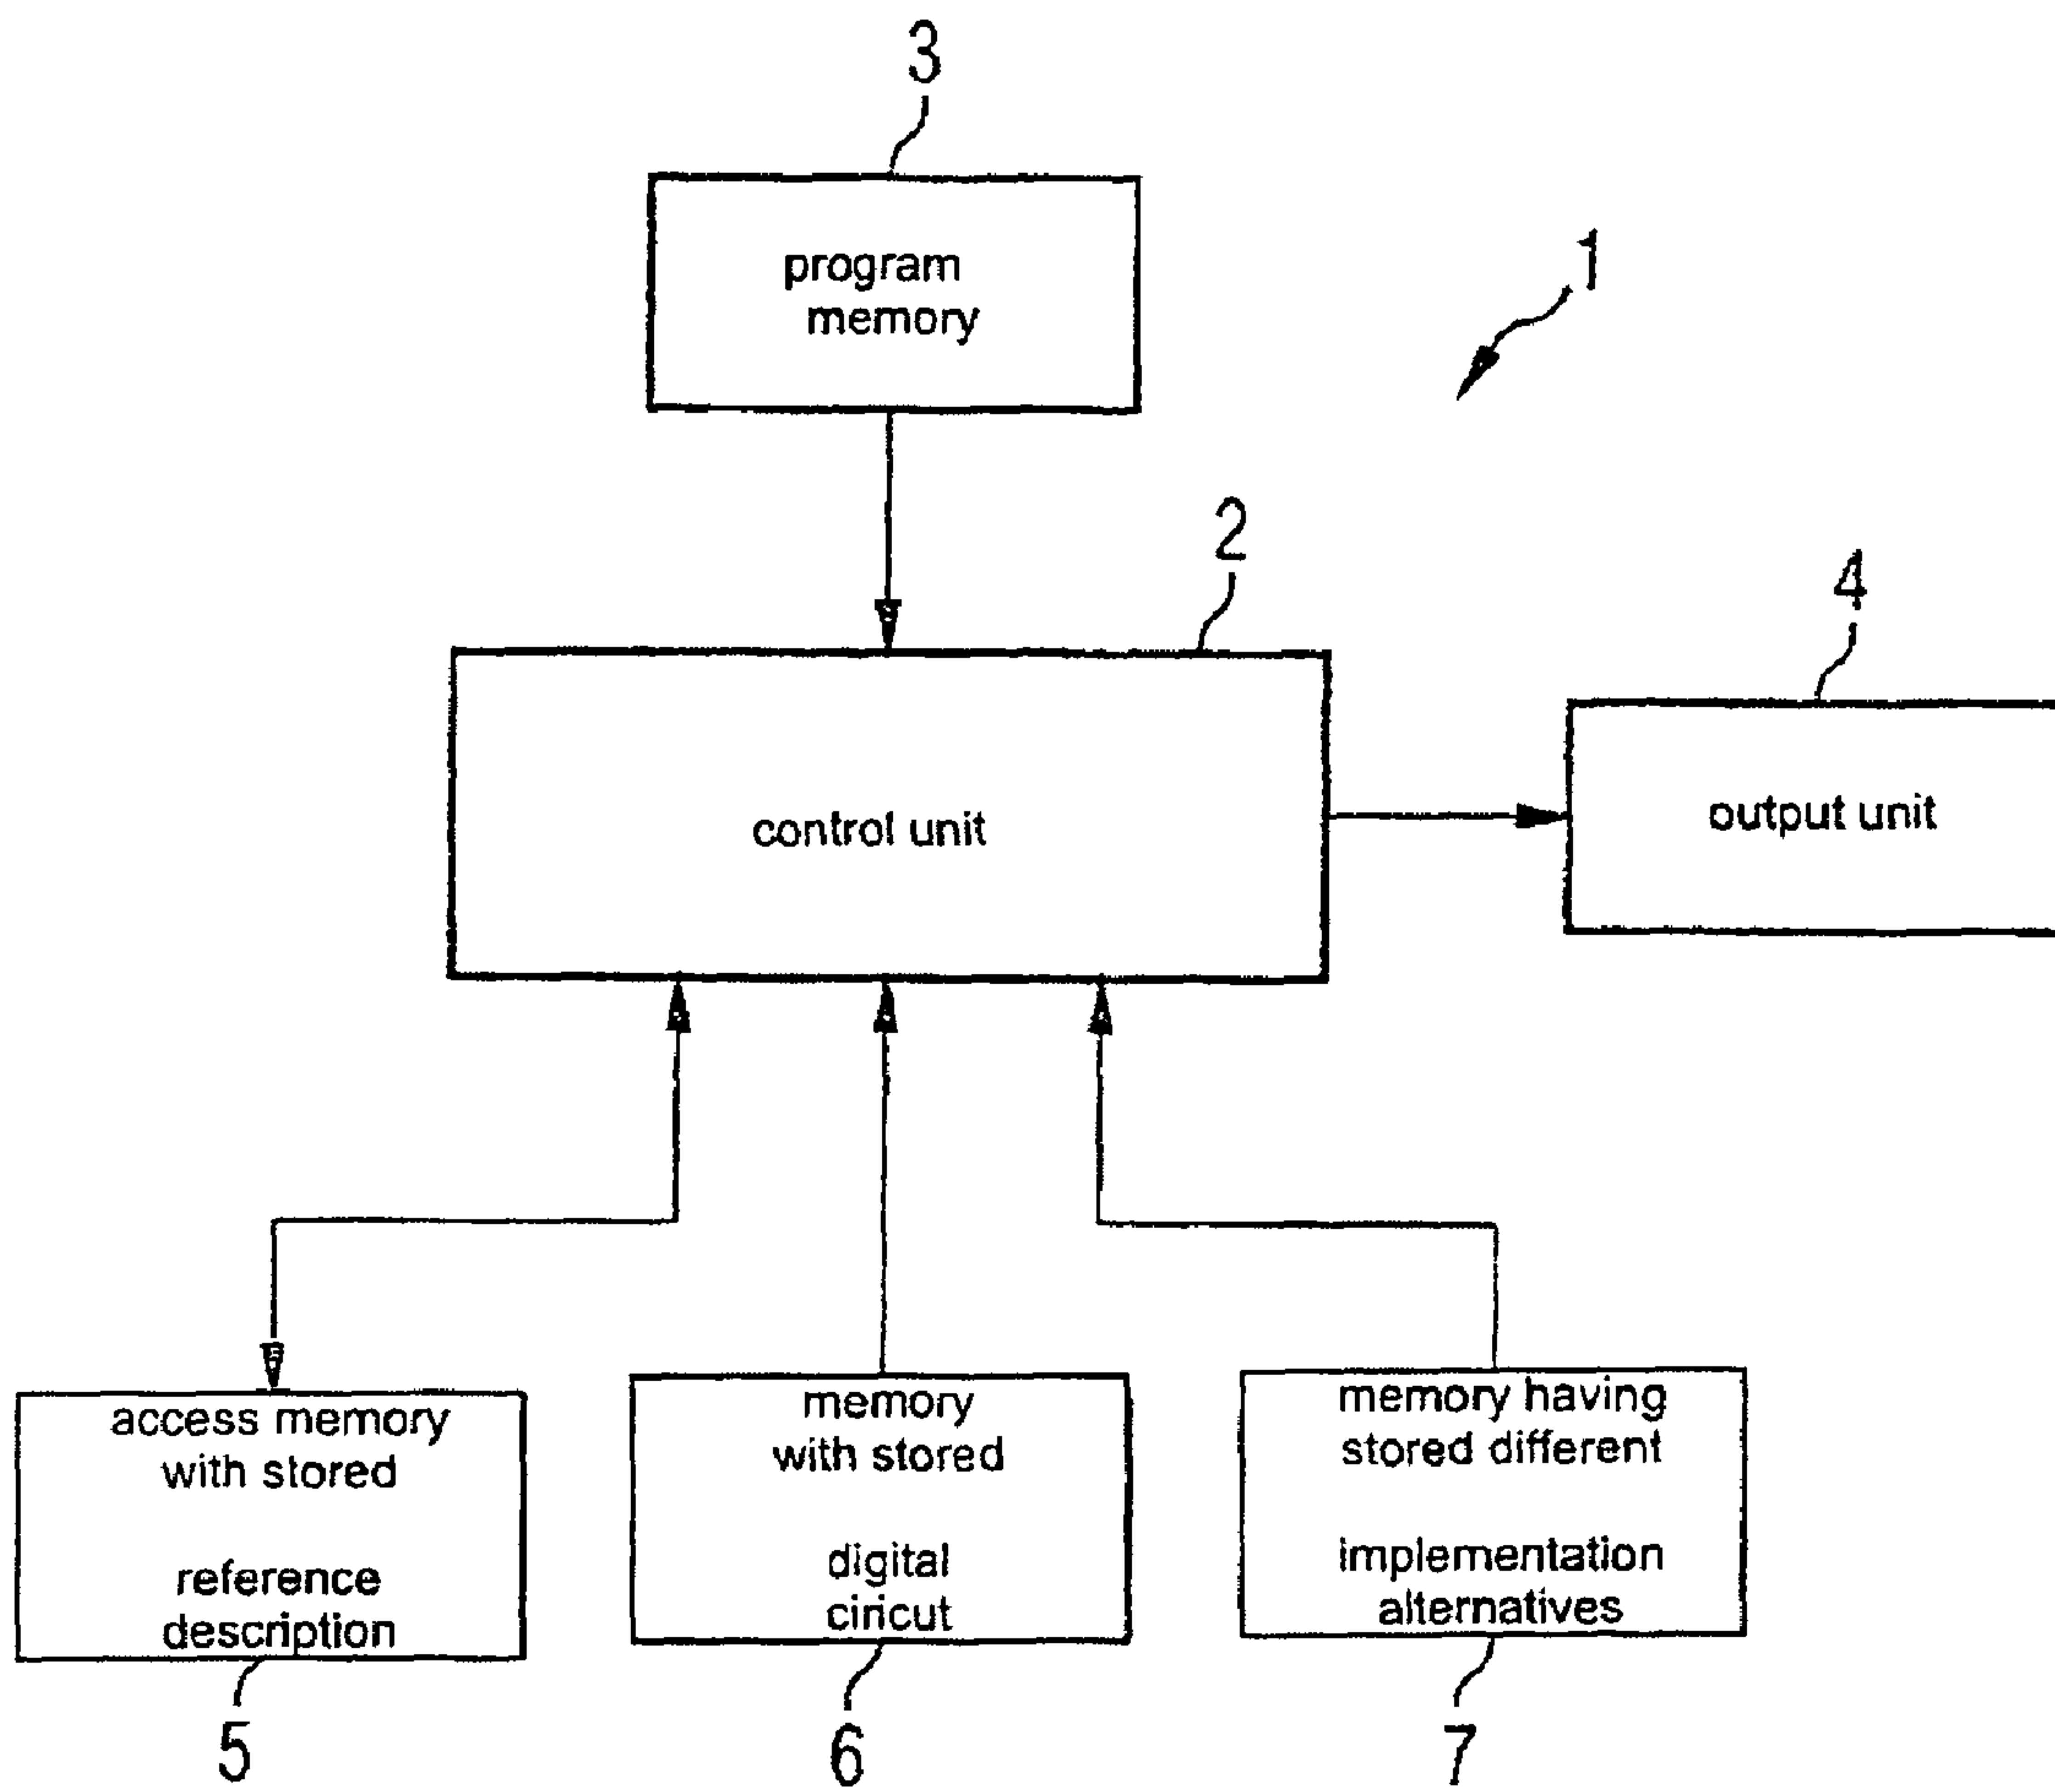 3
program
memory
1
2
4
control unit
output unit
access memory
with stored
reference
description
memory
with stored
digital
ciricut
memory having
stored different
implementation
alternatives
5
6
7